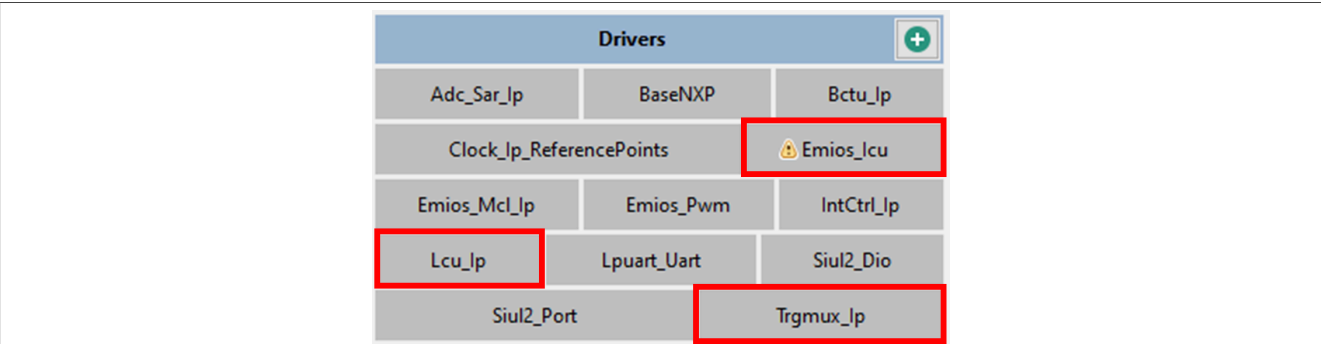 Drivers
Adc_Sar_Ip BaseNXP Bctu_Ip
Clock_Ip_ReferencePoints Emios_Icu
Emios_Mcl_Ip Emios_Pwm IntCtrl_Ip
Lcu_Ip Lpuart_Uart Siul2_Dio
Siul2_Port Trgmux_Ip